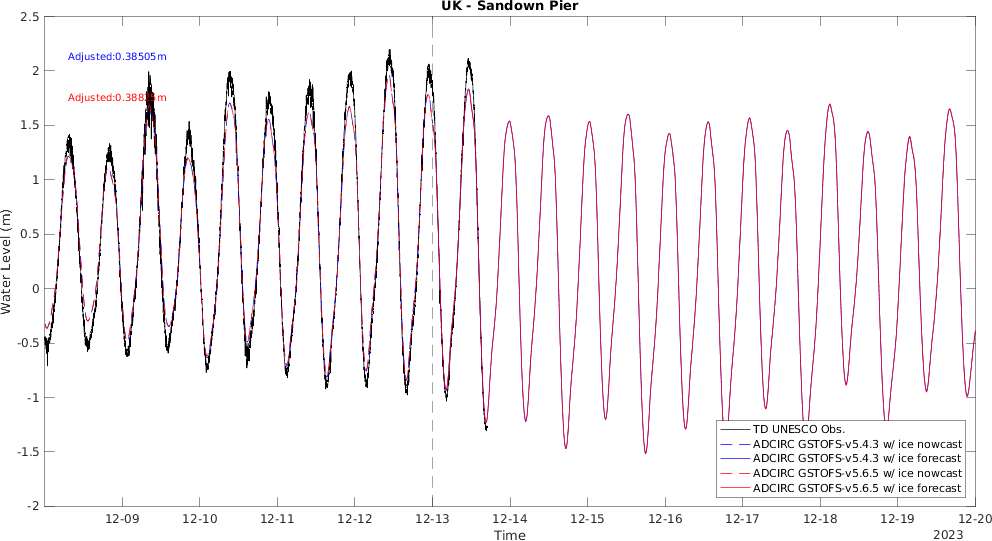 UK - Sandown Pier
Adjusted:0.38505m
Water Level (m)
2.5
2
1.5
1
0.5
0
-0.5
-1
-1.5
-2
TD UNESCO Obs.
ADCIRC GSTOFS-v5.4.3 w/ ice nowcast
ADCIRC GSTOFS-v5.4.3 w/ ice forecast
ADCIRC GSTOFS-v5.6.5 w/ ice nowcast
ADCIRC GSTOFS-v5.6.5 w/ ice forecast
12-09 12-10 12-11 12-12 12-13 12-14 12-15 12-16 12-17 12-18 12-19 12-20
Time
2023